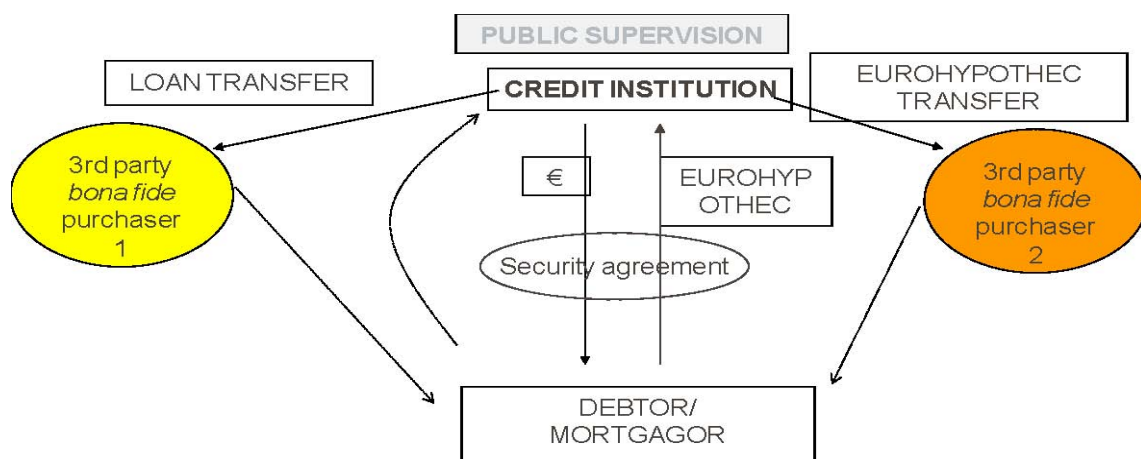 PUBLIC SUPERVISION
LOAN TRANSFER
CREDIT INSTITUTION
EUROHYPOTHEC
TRANSFER
3rd party
bona fide
purchaser
1
€
EUROHYP
OTHEC
3rd party
bona fide
purchaser
2
Security agreement
DEBTOR/
MORTGAGOR